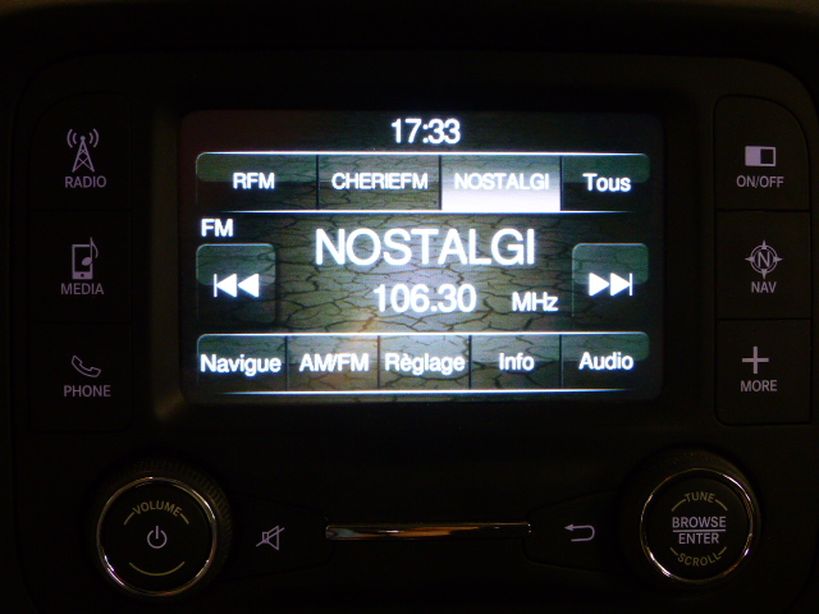 17:33
RFM CHERIEFM NOSTALGI Tous
FM
NOSTALGI
106.30 MHz
Navigue AM/FM Règlage Info Audio
RADIO
MEDIA
PHONE
ON/OFF
N
NAV
MORE
VOLUME
TUNE
BROWSE
ENTER
SCROLL